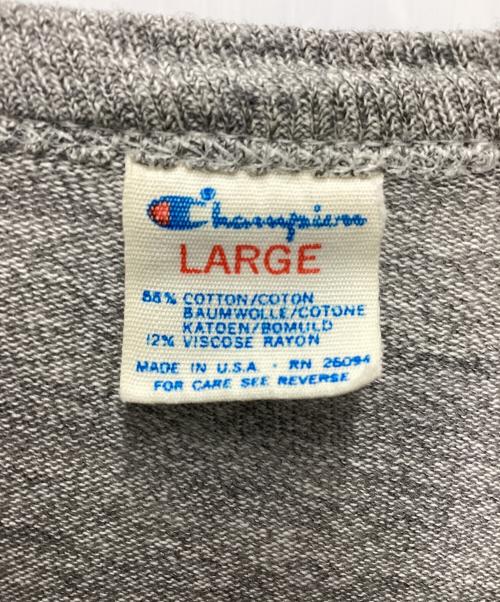 Champion
LARGE
88% COTTON/COTON
BAUMWOLLE/COTONE
KATOEN/BOMULD
12% VISCOSE RAYON
MADE IN U.S.A. · RN 26094
FOR CARE SEE REVERSE